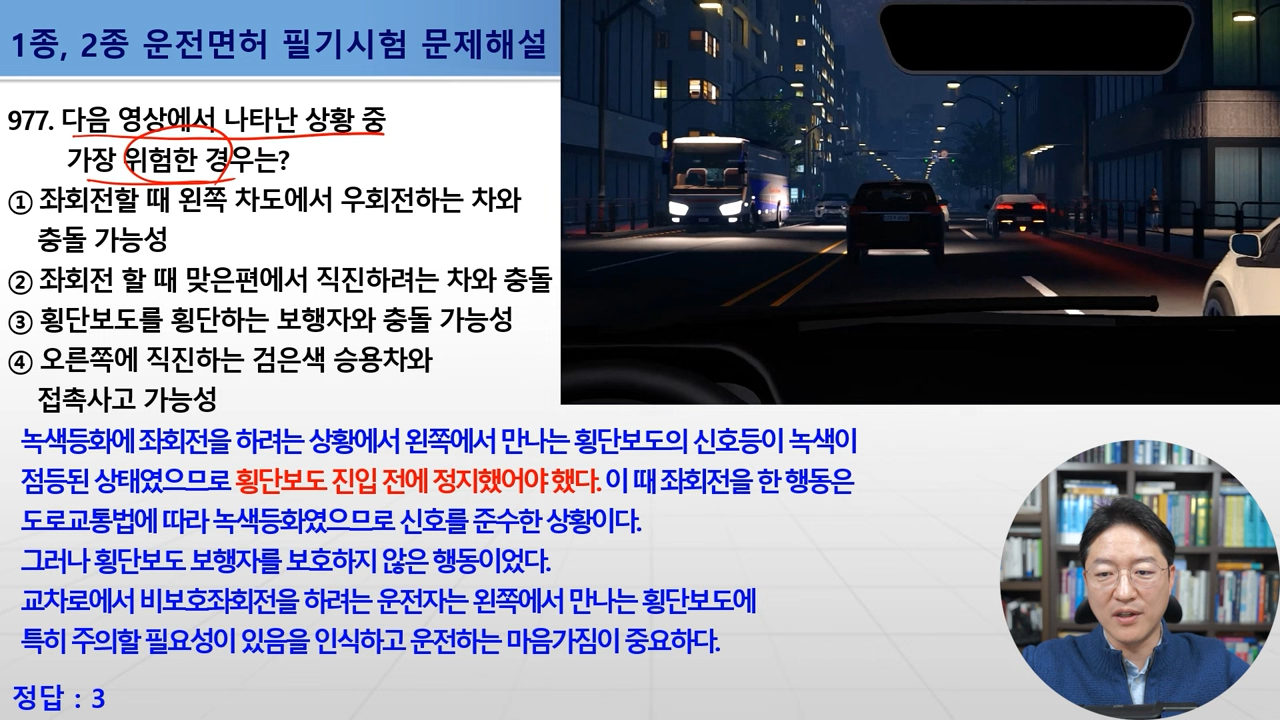 1종, 2종 운전면허 필기시험 문제해설
977. 다음 영상에서 나타난 상황 중
가장 위험한 경우는?
① 좌회전할 때 왼쪽 차도에서 우회전하는 차와
충돌 가능성
② 좌회전 할 때 맞은편에서 직진하려는 차와 충돌
③ 횡단보도를 횡단하는 보행자와 충돌 가능성
④ 오른쪽에 직진하는 검은색 승용차와
접촉사고 가능성
녹색등화에 좌회전을 하려는 상황에서 왼쪽에서 만나는 횡단보도의 신호등이 녹색이
점등된 상태였으므로 횡단보도 진입 전에 정지했어야 했다. 이 때 좌회전을 한 행동은
도로교통법에 따라 녹색등화였으므로 신호를 준수한 상황이다.
그러나 횡단보도 보행자를 보호하지 않은 행동이었다.
교차로에서 비보호좌회전을 하려는 운전자는 왼쪽에서 만나는 횡단보도에
특히 주의할 필요성이 있음을 인식하고 운전하는 마음가짐이 중요하다.
정답 : 3